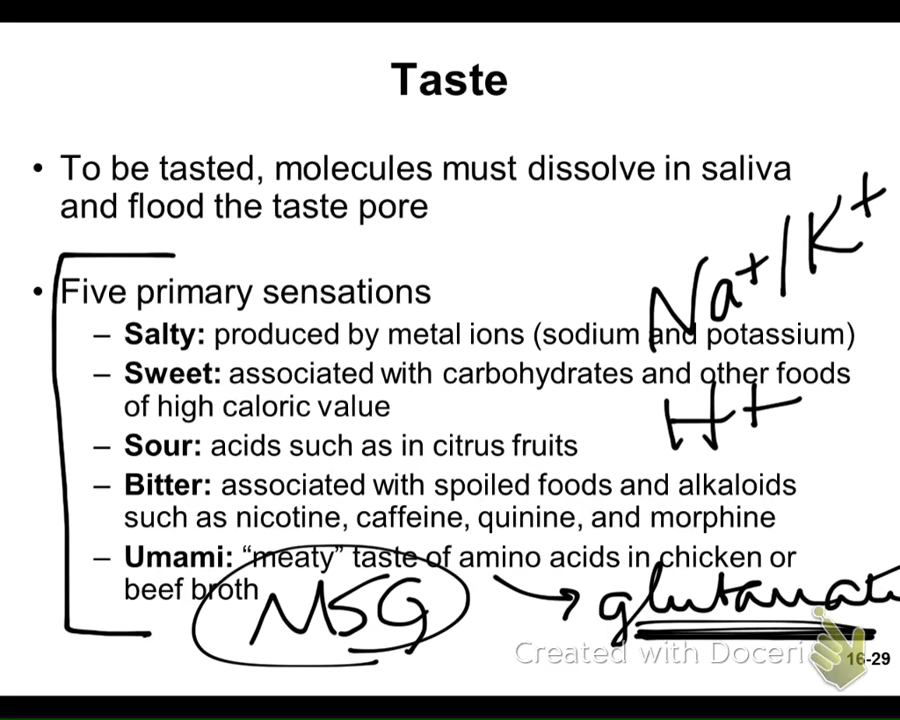 Taste
• To be tasted, molecules must dissolve in saliva
and flood the taste pore
Na+/K+
• Five primary sensations
– Salty: produced by metal ions (sodium and potassium)
– Sweet: associated with carbohydrates and other foods
of high caloric value
H+
– Sour: acids such as in citrus fruits
– Bitter: associated with spoiled foods and alkaloids
such as nicotine, caffeine, quinine, and morphine
– Umami: “meaty” taste of amino acids in chicken or
beef broth
MSG → glutamate
Created with Doceri
16-29